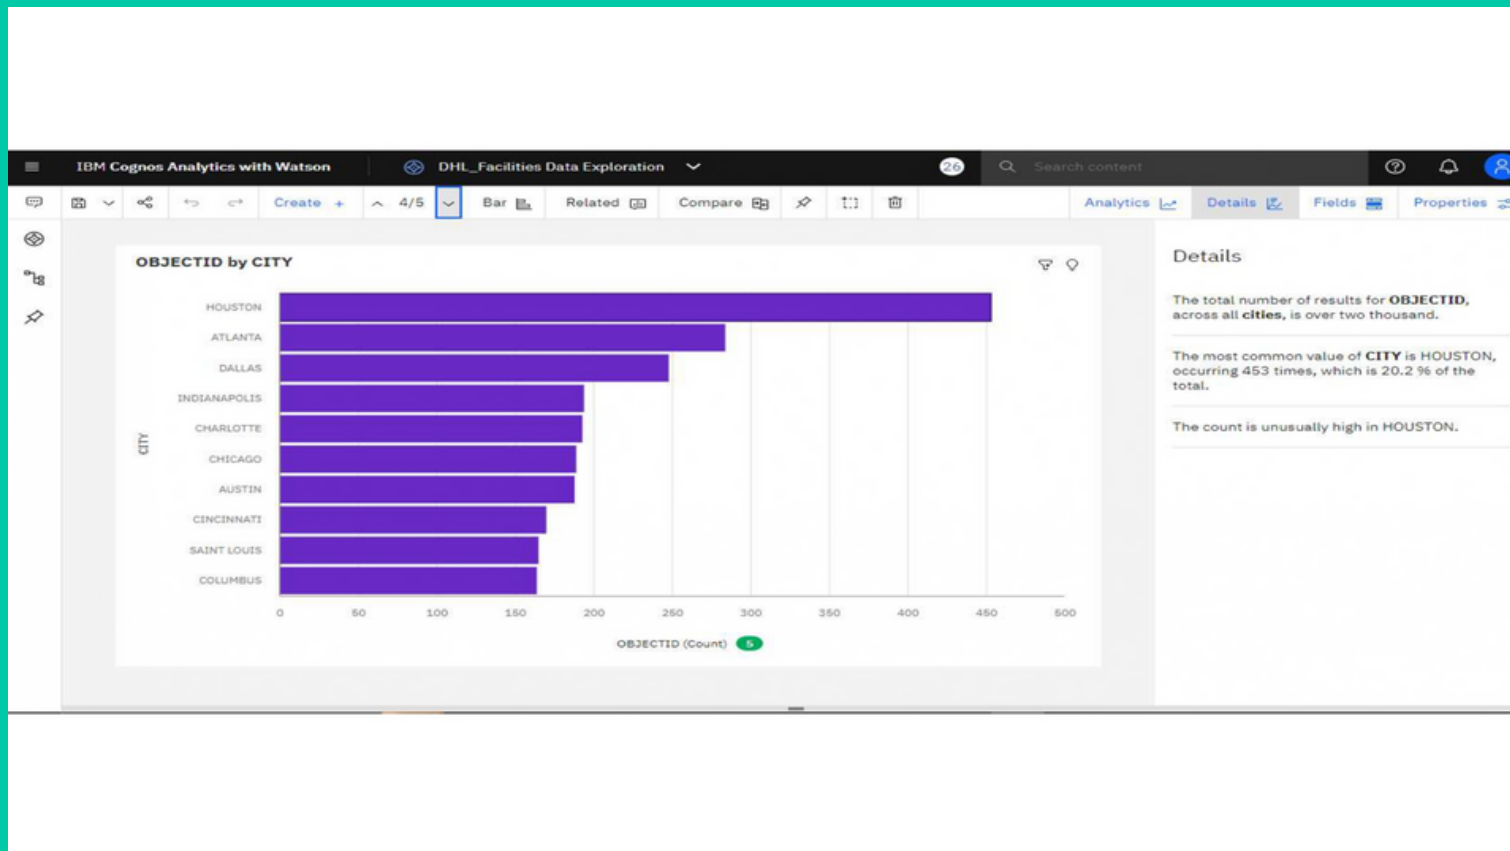 IBM Cognos Analytics with Watson
DHL_Facilities Data Exploration
26
Search content
Create +
4/5
Bar
Related
Compare
Analytics
Details
Fields
Properties
OBJECTID by CITY
CITY
HOUSTON
ATLANTA
DALLAS
INDIANAPOLIS
CHARLOTTE
CHICAGO
AUSTIN
CINCINNATI
SAINT LOUIS
COLUMBUS
0 50 100 150 200 250 300 350 400 450 500
OBJECTID (Count) 5
Details
The total number of results for OBJECTID,
across all cities, is over two thousand.
The most common value of CITY is HOUSTON,
occurring 453 times, which is 20.2 % of the
total.
The count is unusually high in HOUSTON.